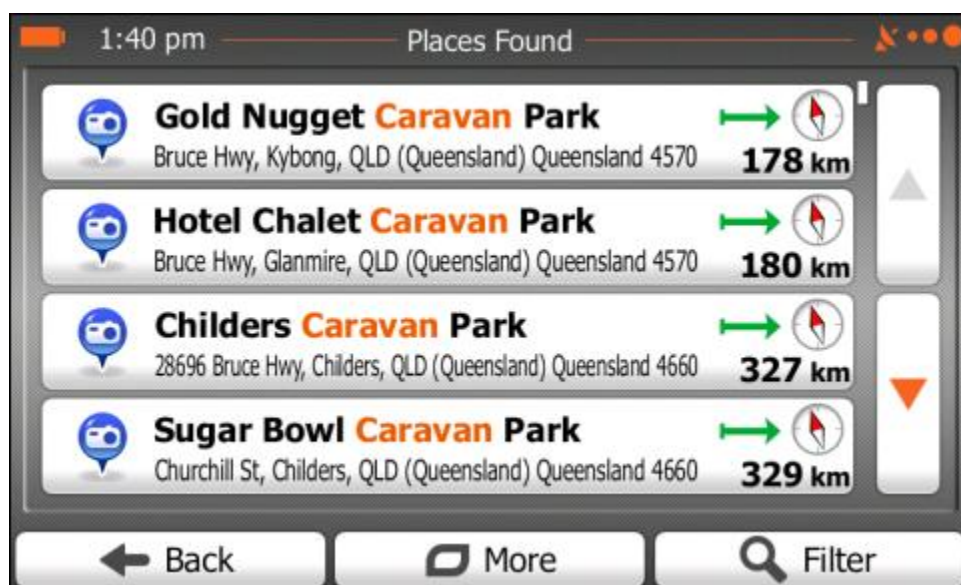 1:40 pm
Places Found
Gold Nugget Caravan Park
Bruce Hwy, Kybong, QLD (Queensland) Queensland 4570
178 km
Hotel Chalet Caravan Park
Bruce Hwy, Glanmire, QLD (Queensland) Queensland 4570
180 km
Childers Caravan Park
28696 Bruce Hwy, Childers, QLD (Queensland) Queensland 4660
327 km
Sugar Bowl Caravan Park
Churchill St, Childers, QLD (Queensland) Queensland 4660
329 km
Back
More
Filter